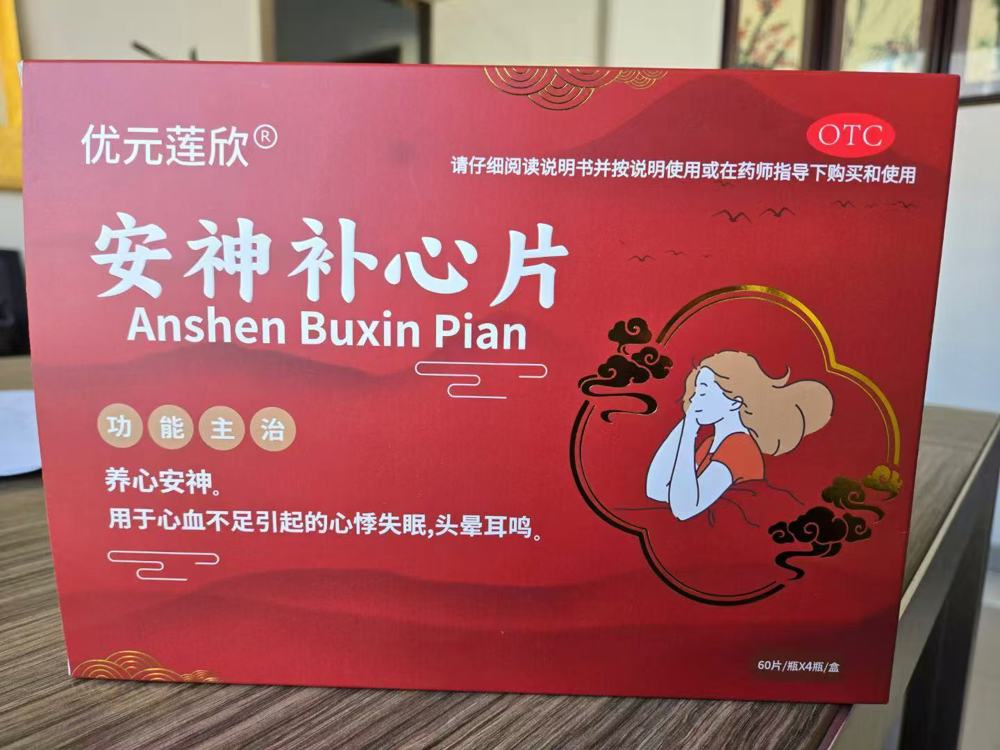 优元莲欣®
OTC
请仔细阅读说明书并按说明使用或在药师指导下购买和使用
安神补心片
Anshen Buxin Pian
功能主治
养心安神。
用于心血不足引起的心悸失眠,头晕耳鸣。
60片/瓶X4瓶/盒